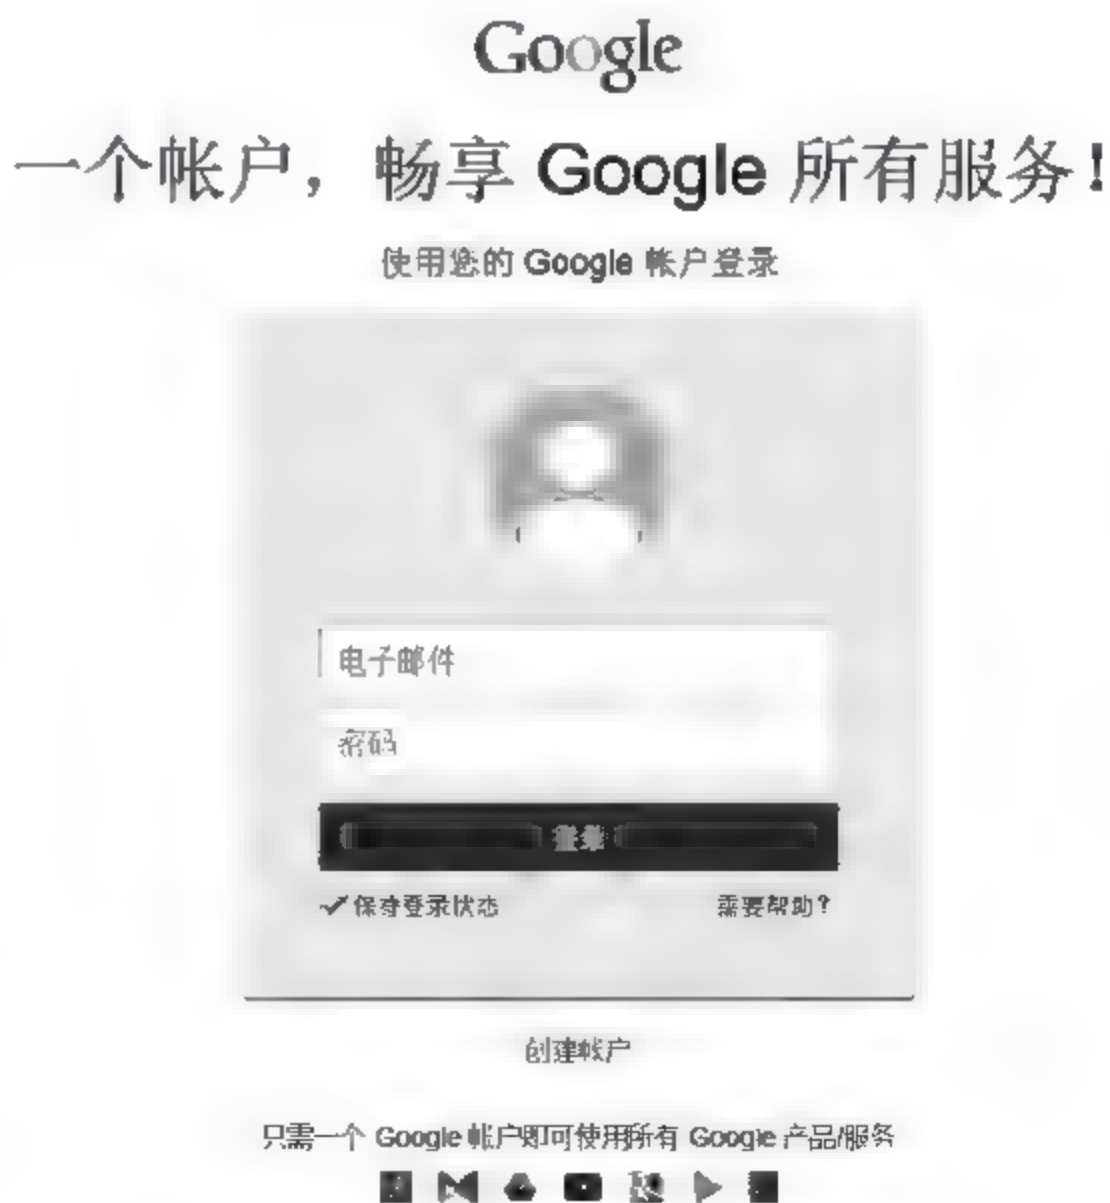 Google
一个帐户，畅享 Google 所有服务！
使用您的 Google 帐户登录
电子邮件
密码
登录
保持登录状态 需要帮助？
创建帐户
只需一个 Google 帐户即可使用所有 Google 产品/服务